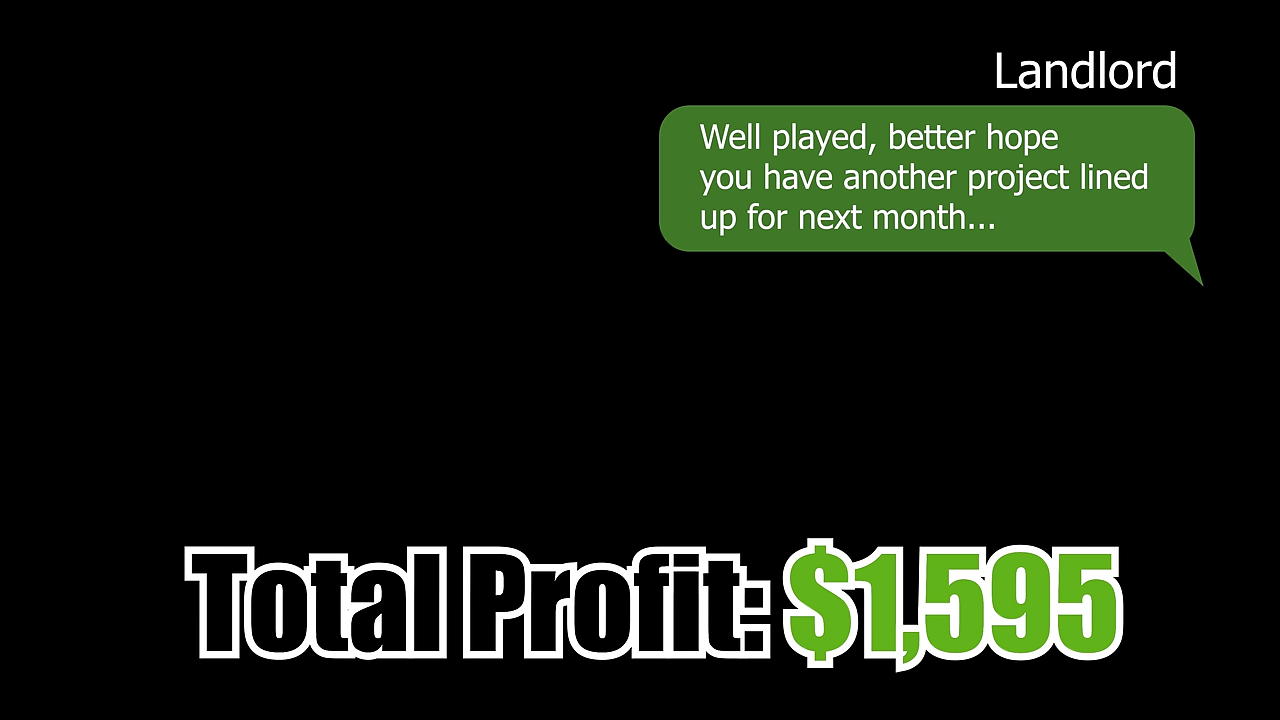 Landlord
Well played, better hope
you have another project lined
up for next month...
Total Profit: $1,595